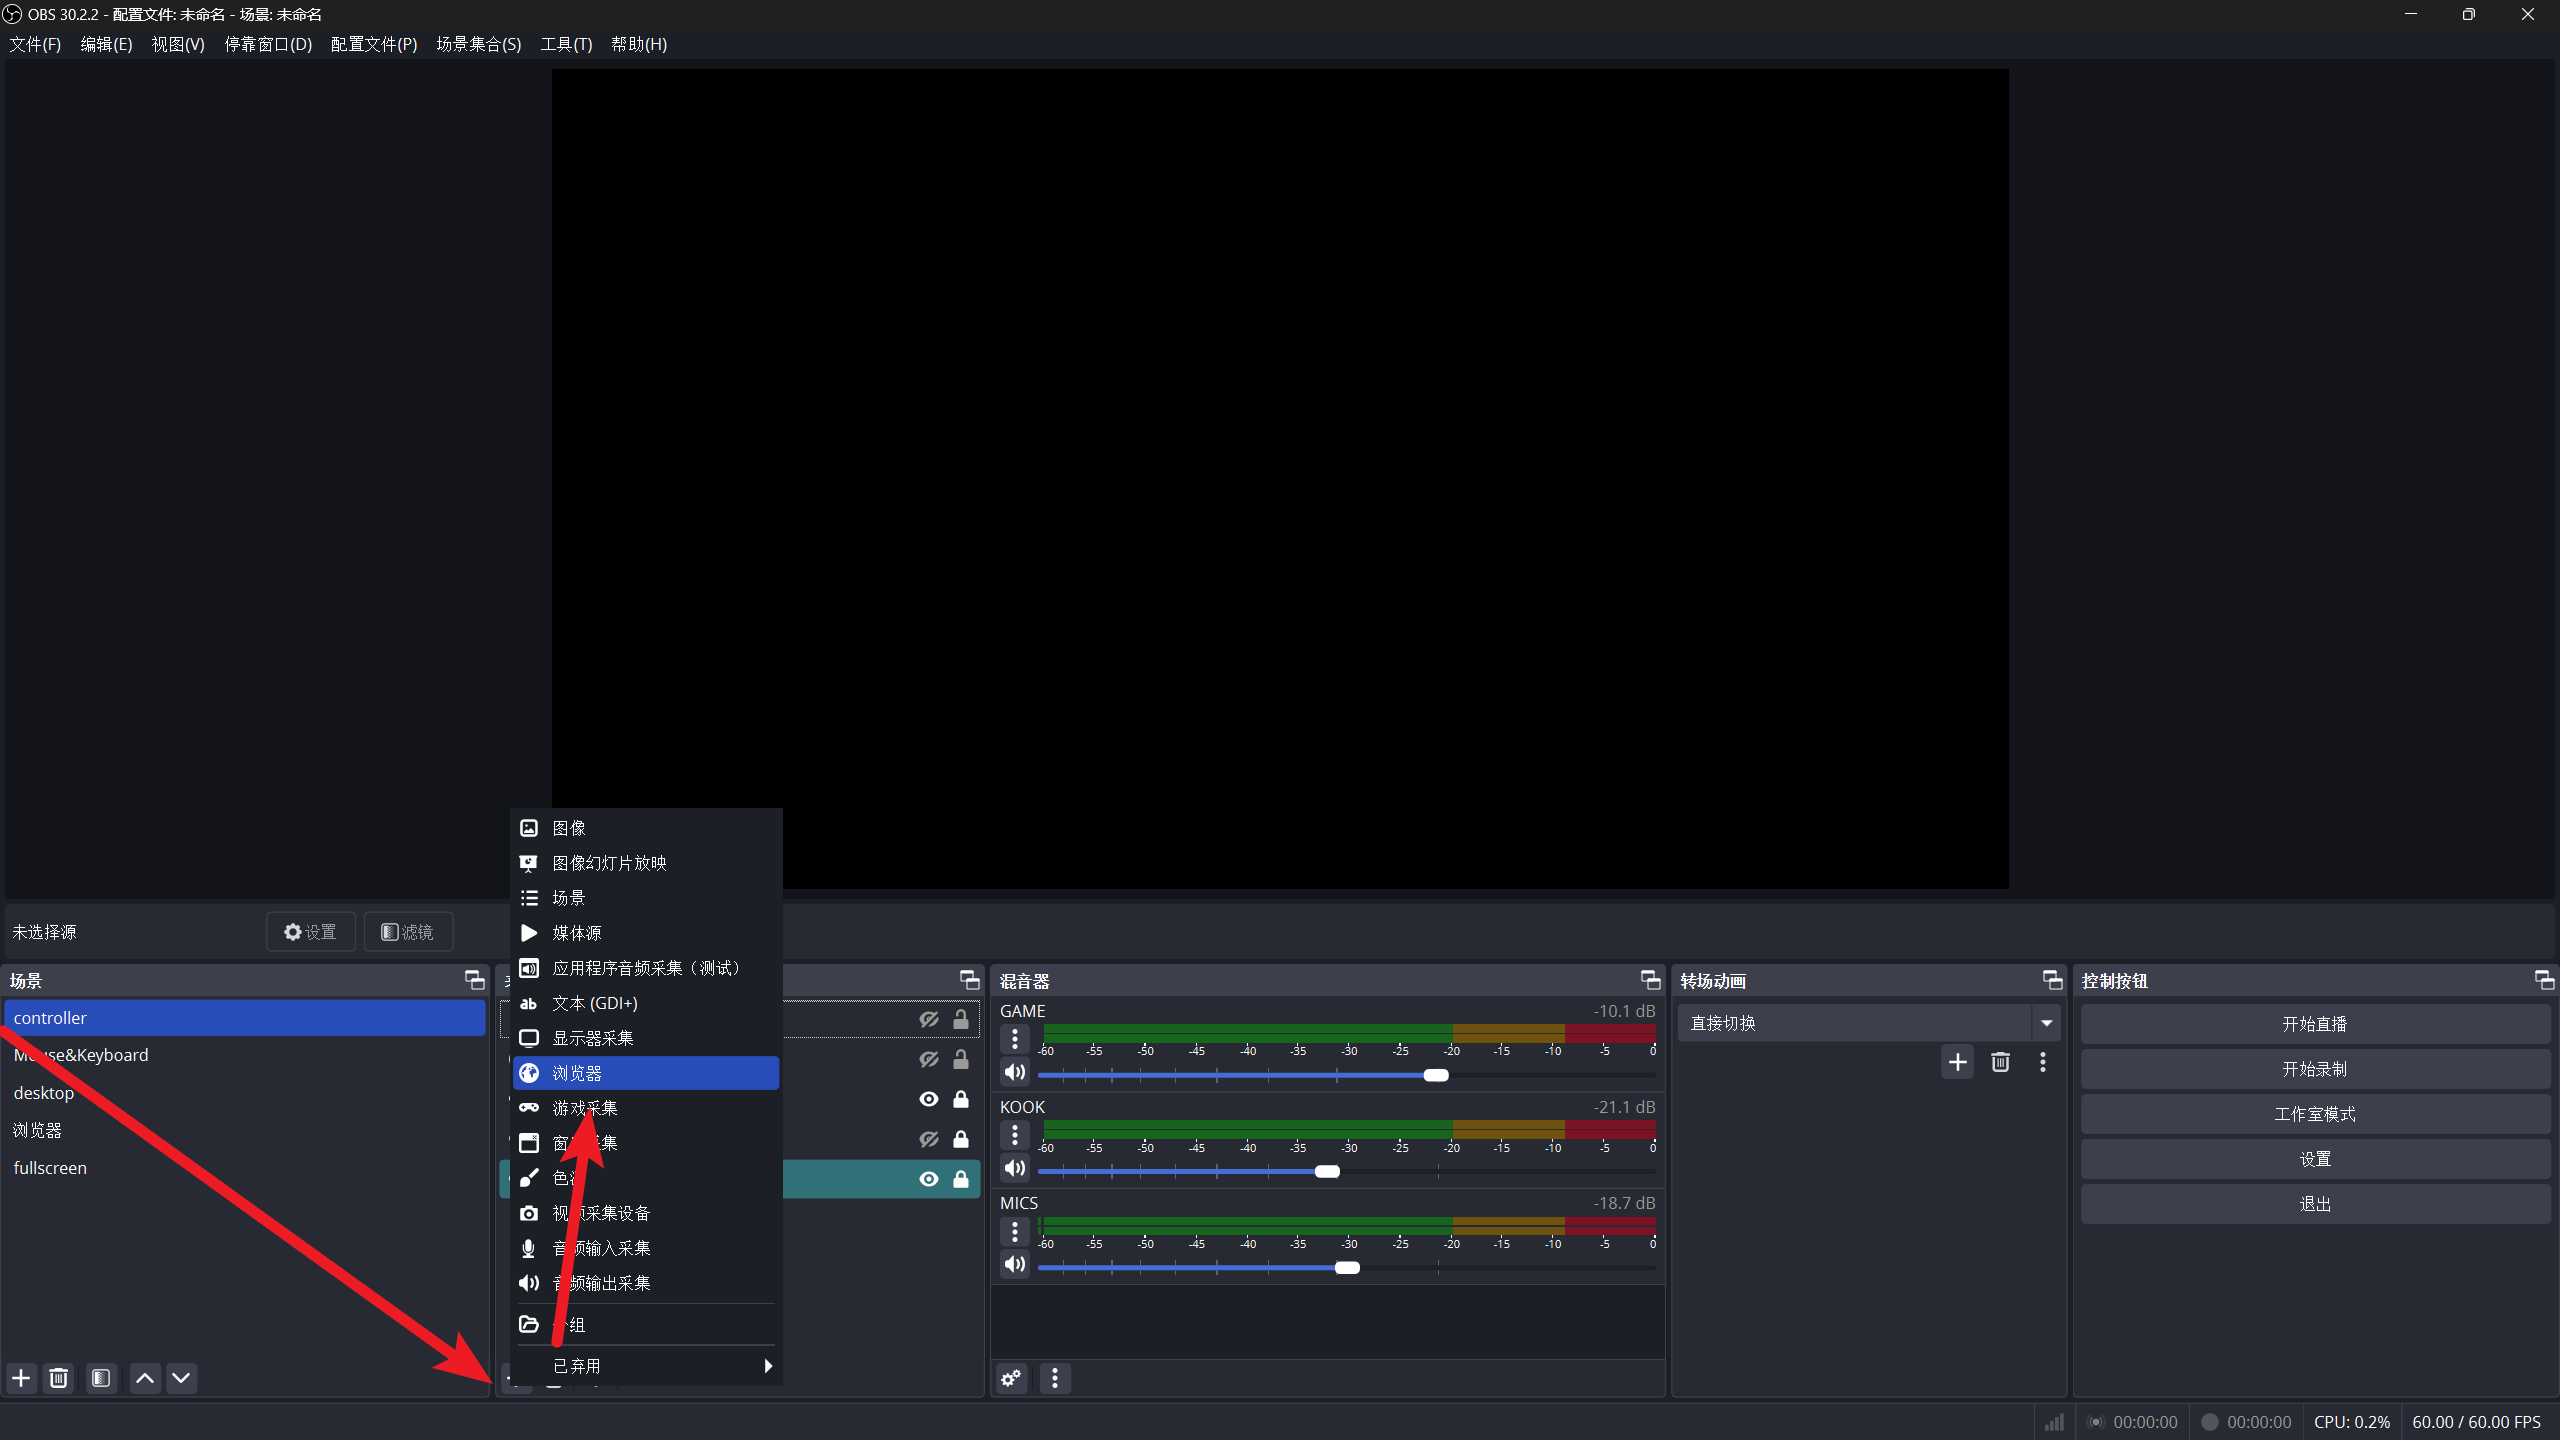 OBS 30.2.2 - 配置文件: 未命名 - 场景: 未命名
文件(F) 编辑(E) 视图(V) 停靠窗口(D) 配置文件(P) 场景集合(S) 工具(T) 帮助(H)
图像
图像幻灯片放映
场景
媒体源
应用程序音频采集（测试）
文本 (GDI+)
显示器采集
浏览器
游戏采集
采集
色
视频采集设备
音频输入采集
音频输出采集
组
已弃用
未选择源
设置
滤镜
场景
controller
Mouse&Keyboard
desktop
浏览器
fullscreen
混音器
GAME -10.1 dB
-60 -55 -50 -45 -40 -35 -30 -25 -20 -15 -10 -5 0
KOOK -21.1 dB
-60 -55 -50 -45 -40 -35 -30 -25 -20 -15 -10 -5 0
MICS -18.7 dB
-60 -55 -50 -45 -40 -35 -30 -25 -20 -15 -10 -5 0
转场动画
直接切换
控制按钮
开始直播
开始录制
工作室模式
设置
退出
00:00:00 00:00:00 CPU: 0.2% 60.00 / 60.00 FPS